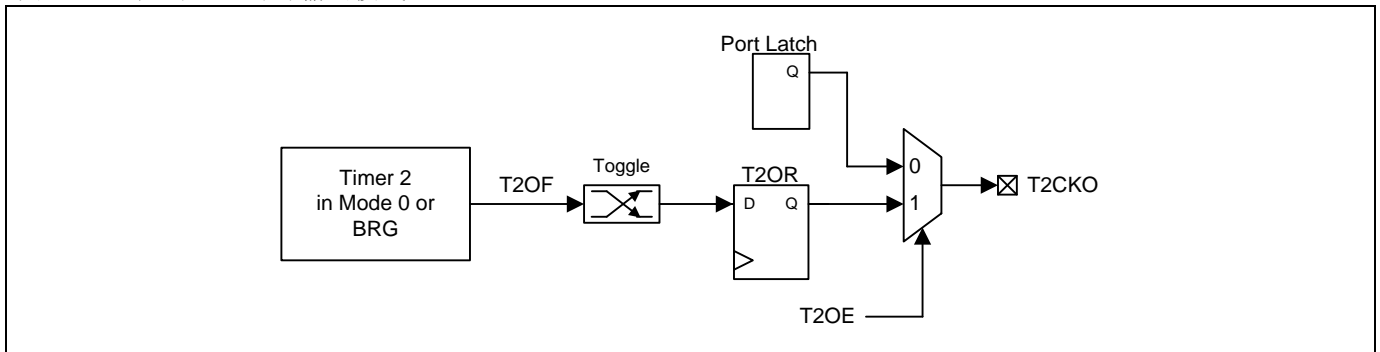 Port Latch
Q
Timer 2
in Mode 0 or
BRG
T2OF
Toggle
T2OR
D Q
0
1
T2CKO
T2OE